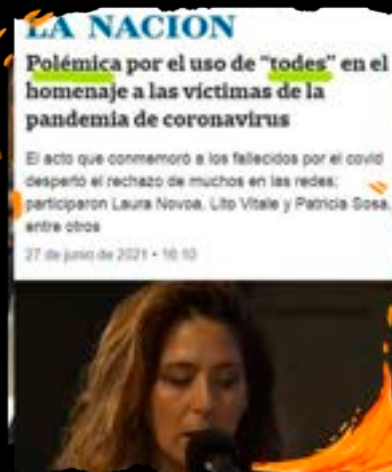 LA NACION
Polémica por el uso de "todes" en el
homenaje a las víctimas de la
pandemia de coronavirus
El acto que conmemoró a los fallecidos por el covid
despertó el rechazo de muchos en las redes;
participaron Laura Novoa, Lito Vitale y Patricia Sosa,
entre otros
27 de junio de 2021 • 16:10